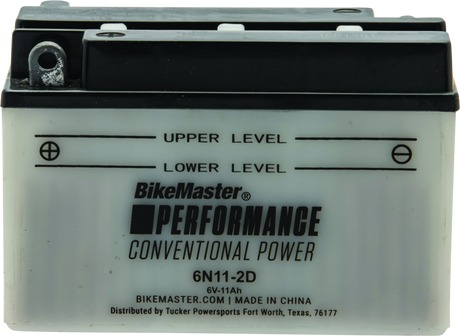 UPPER LEVEL
LOWER LEVEL
BikeMaster®
PERFORMANCE
CONVENTIONAL POWER
6N11-2D
6V-11Ah
BIKEMASTER.COM | MADE IN CHINA
Distributed by Tucker Powersports Fort Worth, Texas, 76177